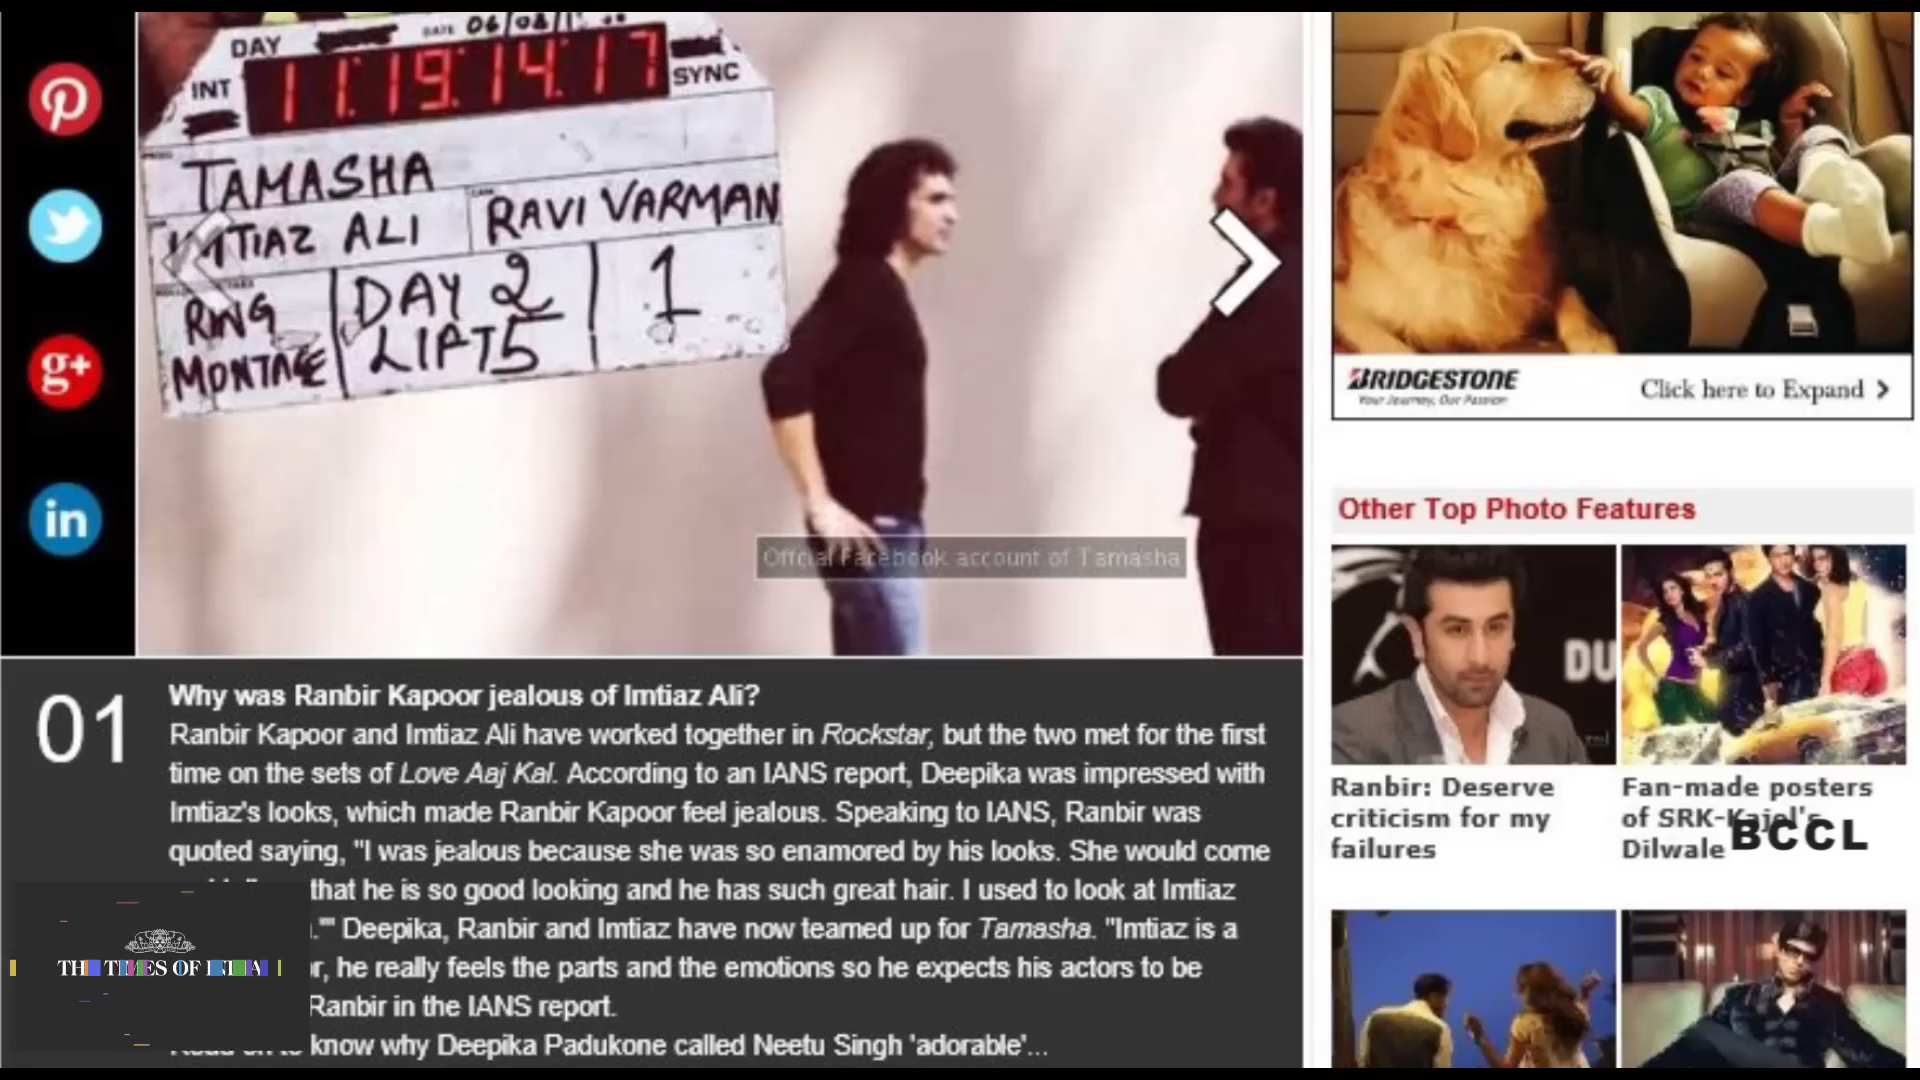 DAY
DATE 06/08/1
INT
11:19:14:17
SYNC
TAMASHA
IMTIAZ ALI
RAVI VARMAN
RING
MONTAGE
DAY 2
LIFT 5
1
Official Facebook account of Tamasha
g+
in
01
Why was Ranbir Kapoor jealous of Imtiaz Ali?
Ranbir Kapoor and Imtiaz Ali have worked together in Rockstar, but the two met for the first
time on the sets of Love Aaj Kal. According to an IANS report, Deepika was impressed with
Imtiaz's looks, which made Ranbir Kapoor feel jealous. Speaking to IANS, Ranbir was
quoted saying, "I was jealous because she was so enamored by his looks. She would come
that he is so good looking and he has such great hair. I used to look at Imtiaz
.'" Deepika, Ranbir and Imtiaz have now teamed up for Tamasha. "Imtiaz is a
r, he really feels the parts and the emotions so he expects his actors to be
Ranbir in the IANS report.
know why Deepika Padukone called Neetu Singh 'adorable'...
THE TIMES OF INDIA
BRIDGESTONE
Your Journey, Our Passion
Click here to Expand
Other Top Photo Features
DU
Ranbir: Deserve
criticism for my
failures
Fan-made posters
of SRK-Kajol's
Dilwale
BCCL